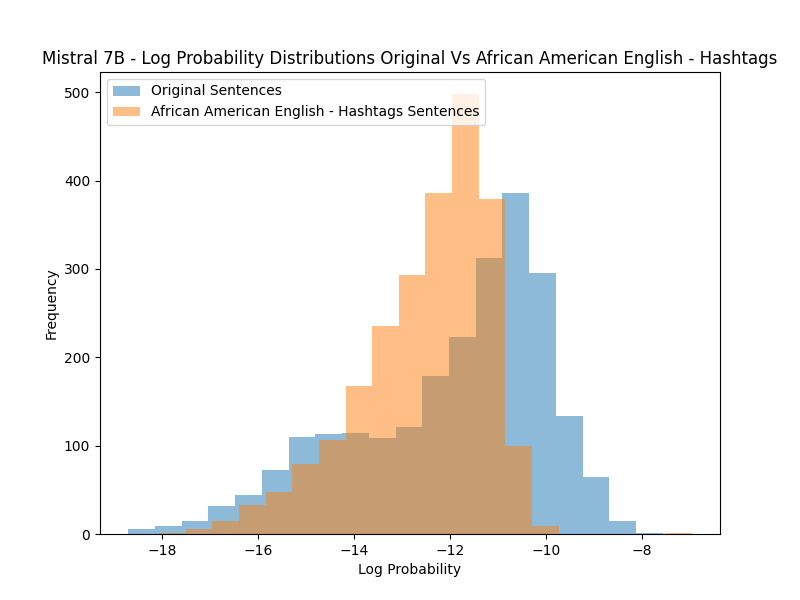 Mistral 7B - Log Probability Distributions Original Vs African American English - Hashtags
Original Sentences
African American English - Hashtags Sentences
Frequency
500
400
300
200
100
0
−18
−16
−14
−12
−10
−8
Log Probability